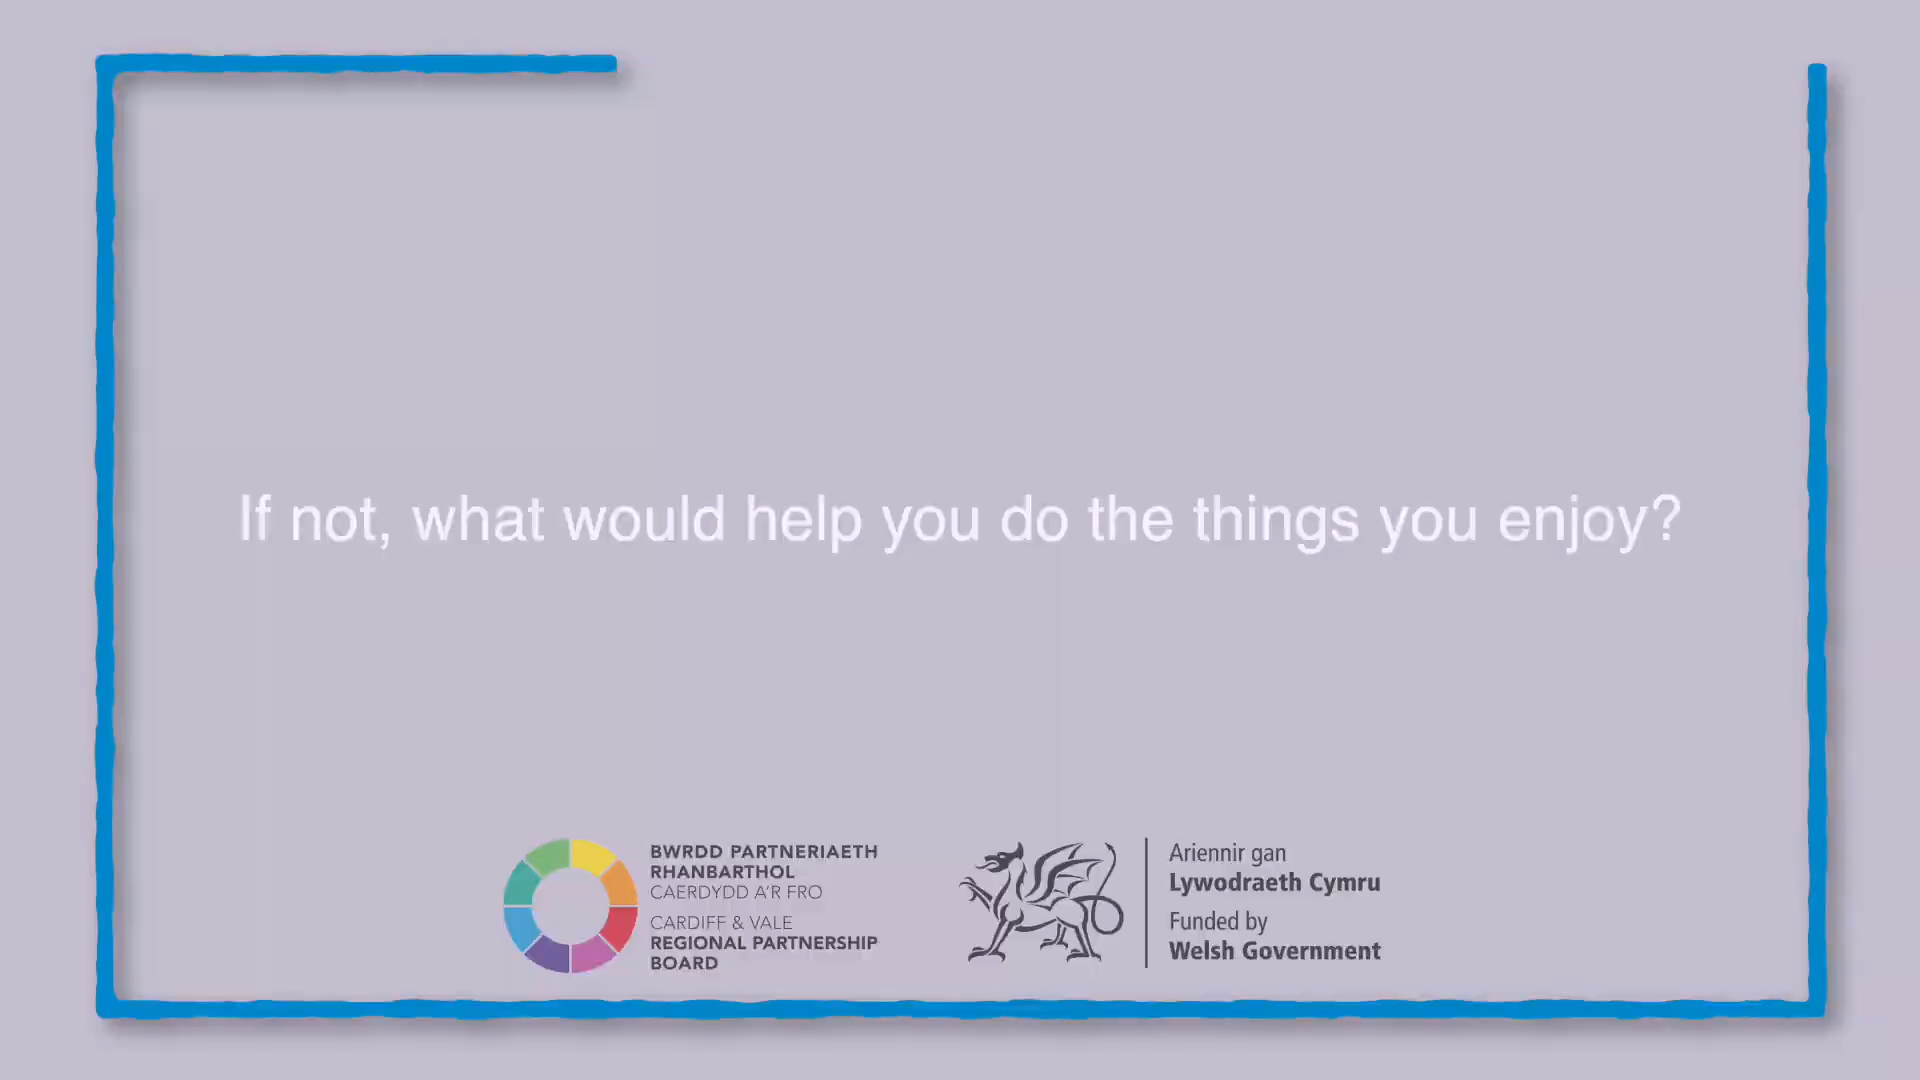 If not, what would help you do the things you enjoy?
BWRDD PARTNERIAETH
RHANBARTHOL
CAERDYDD A'R FRO
CARDIFF & VALE
REGIONAL PARTNERSHIP
BOARD
Ariennir gan
Lywodraeth Cymru
Funded by
Welsh Government